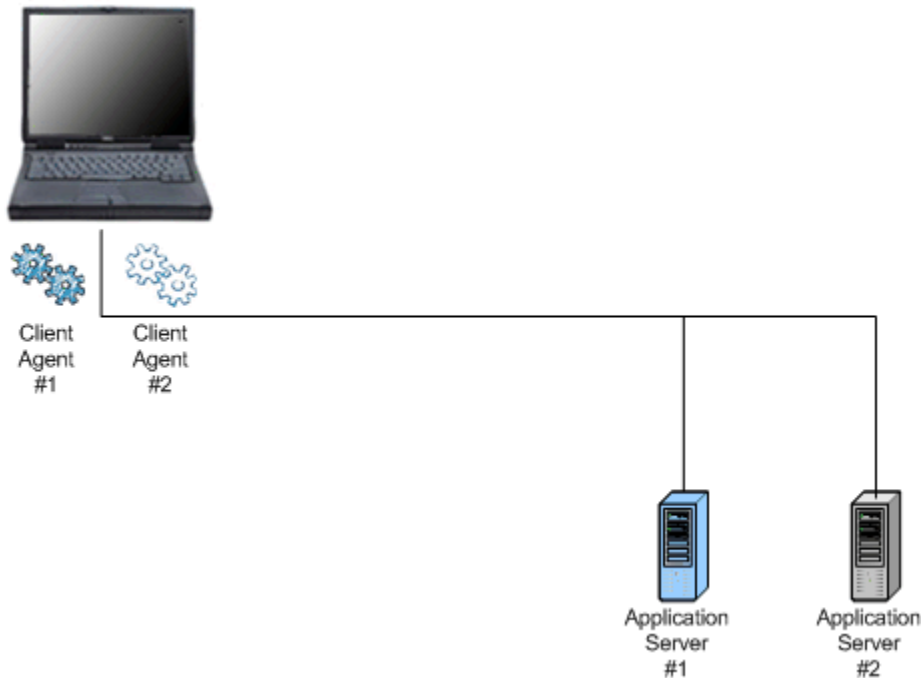 Client
Agent
#1
Client
Agent
#2
Application
Server
#1
Application
Server
#2